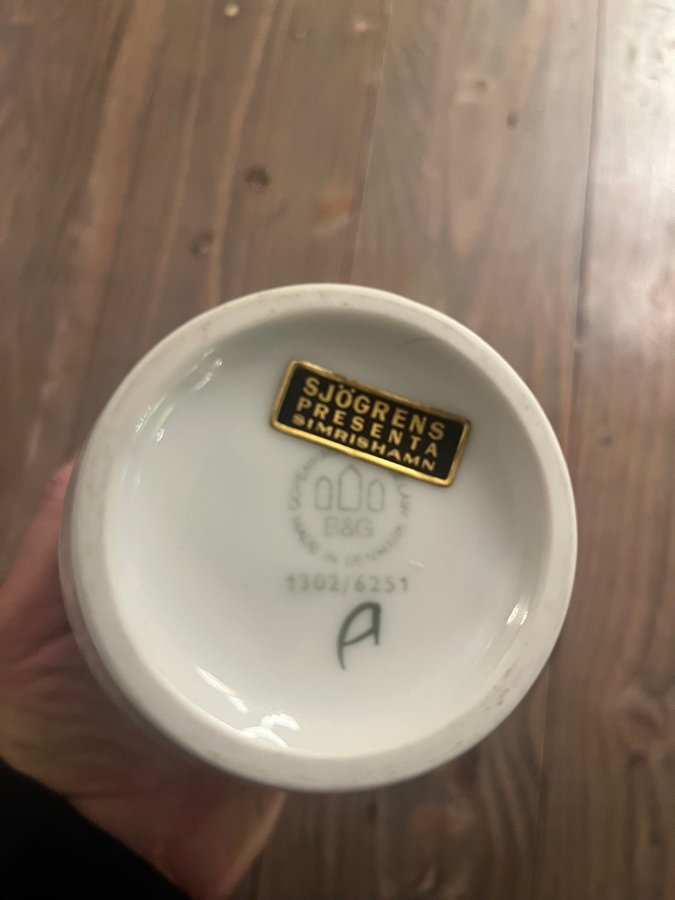 SJÖGRENS
PRESENTA
SIMRISHAMN
B&G
MADE IN DENMARK
1302/6251
A